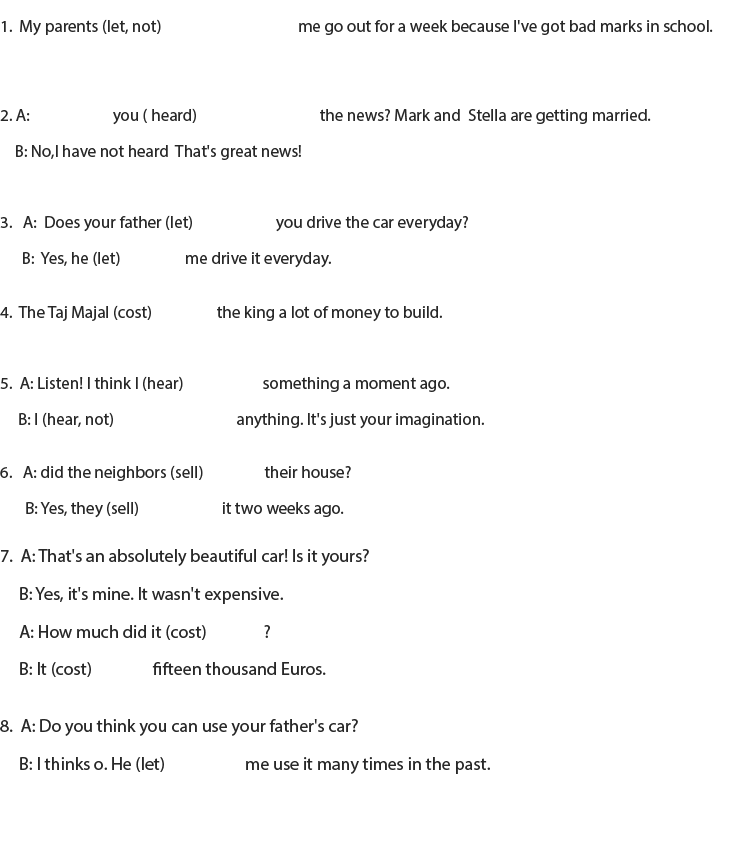 1. My parents (let, not) me go out for a week because I've got bad marks in school.
2. A: you ( heard) the news? Mark and Stella are getting married.
B: No,I have not heard That's great news!
3. A: Does your father (let) you drive the car everyday?
B: Yes, he (let) me drive it everyday.
4. The Taj Majal (cost) the king a lot of money to build.
5. A: Listen! I think I (hear) something a moment ago.
B: I (hear, not) anything. It's just your imagination.
6. A: did the neighbors (sell) their house?
B: Yes, they (sell) it two weeks ago.
7. A: That's an absolutely beautiful car! Is it yours?
B: Yes, it's mine. It wasn't expensive.
A: How much did it (cost) ?
B: It (cost) fifteen thousand Euros.
8. A: Do you think you can use your father's car?
B: I thinks o. He (let) me use it many times in the past.